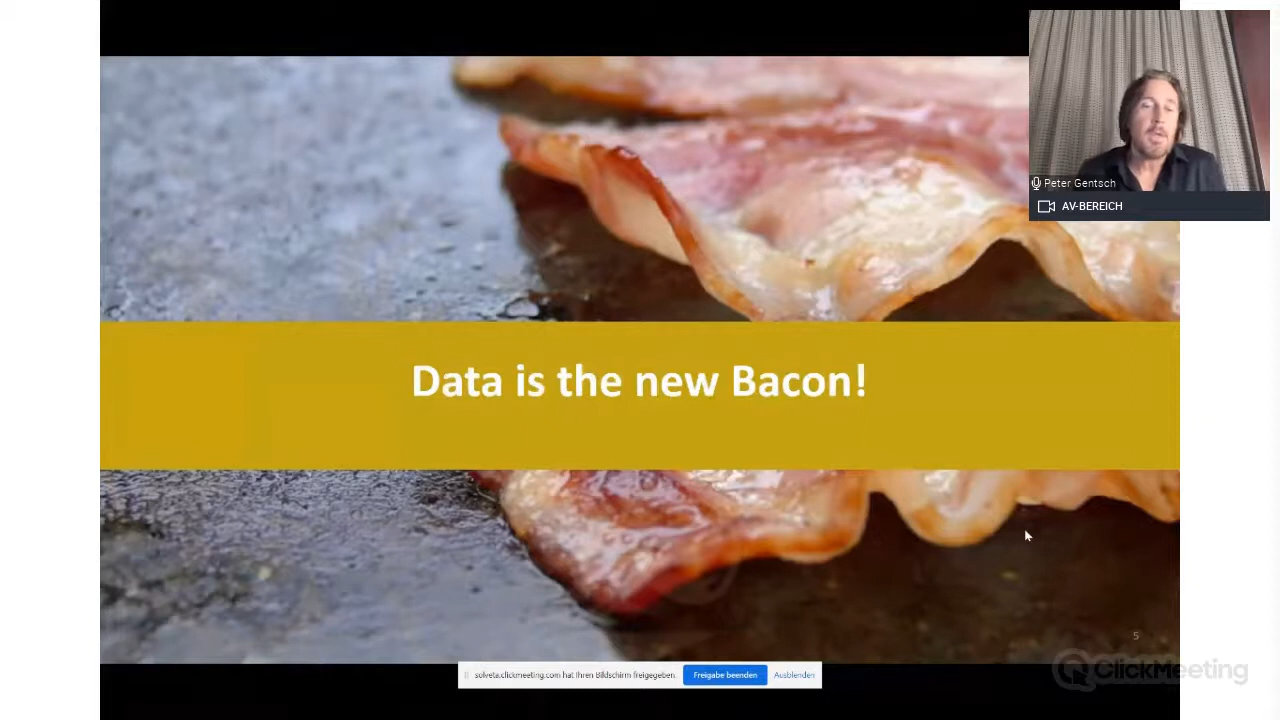 Peter Gentsch
AV-BEREICH
Data is the new Bacon!
5
solveta.clickmeeting.com hat Ihren Bildschirm freigegeben.
Freigabe beenden
Ausblenden
ClickMeeting